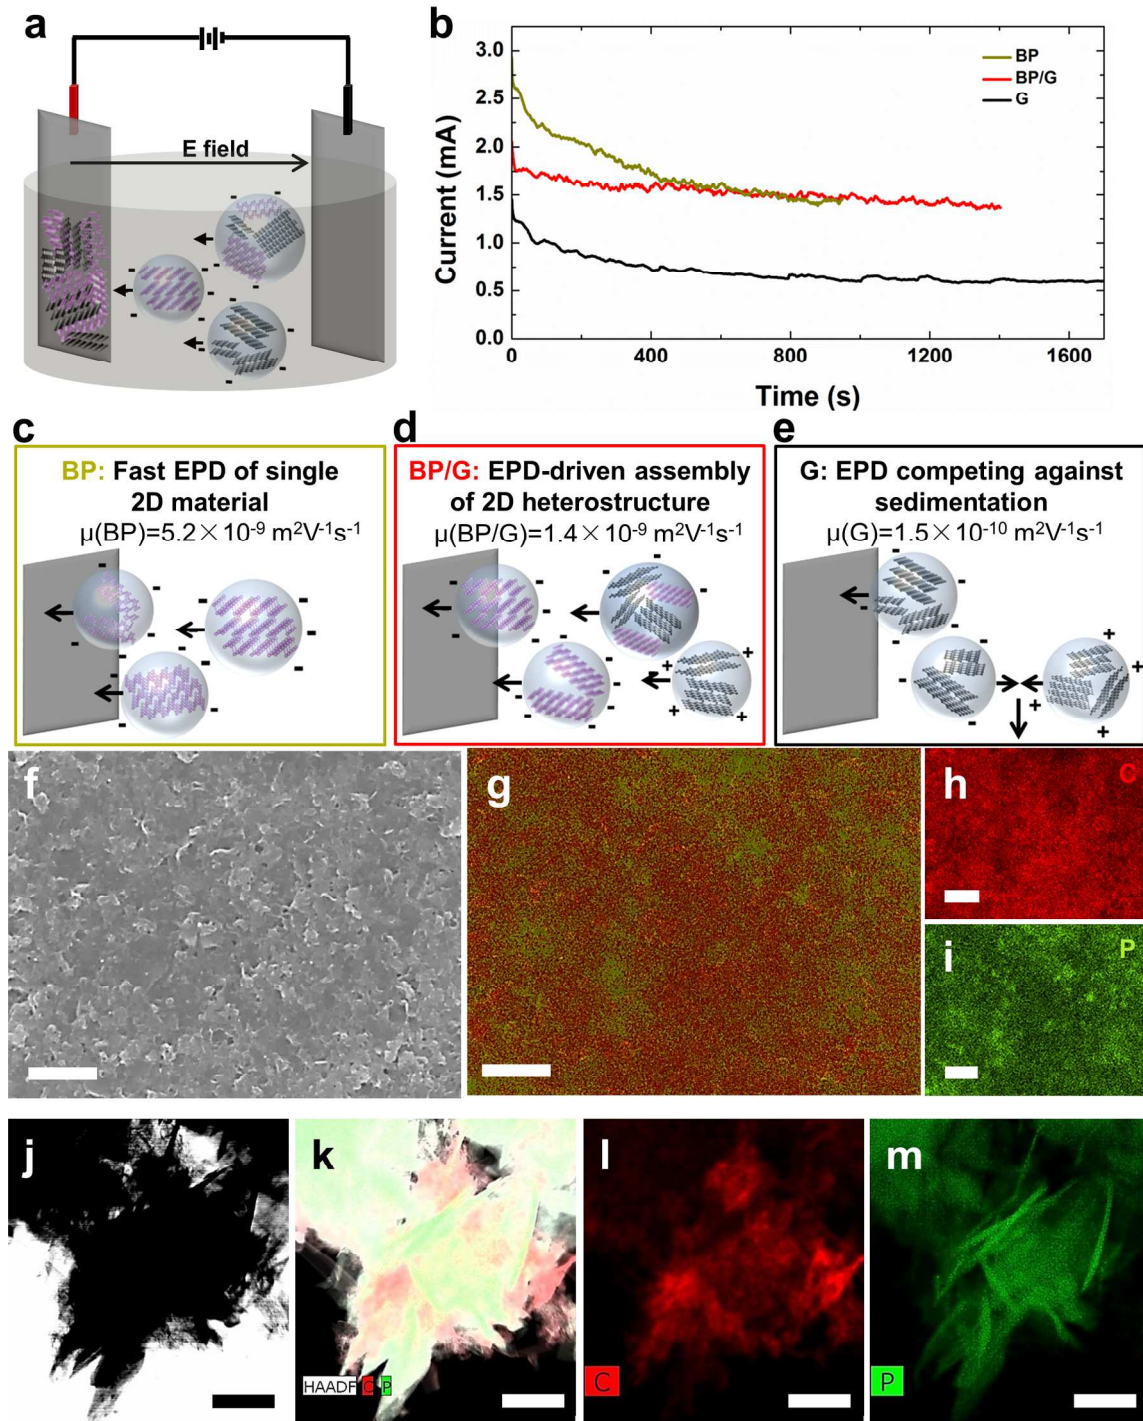 a
E field
-
b
3.0
2.5
2.0
1.5
1.0
0.5
0.0
Current (mA)
BP
BP/G
G
0
400
800
1200
1600
Time (s)
c
BP: Fast EPD of single
2D material
μ(BP)=5.2×10-9 m2V-1s-1
d
BP/G: EPD-driven assembly
of 2D heterostructure
μ(BP/G)=1.4×10-9 m2V-1s-1
e
G: EPD competing against
sedimentation
μ(G)=1.5×10-10 m2V-1s-1
f
g
h
C
i
P
j
k
HAADF C P
l
C
m
P